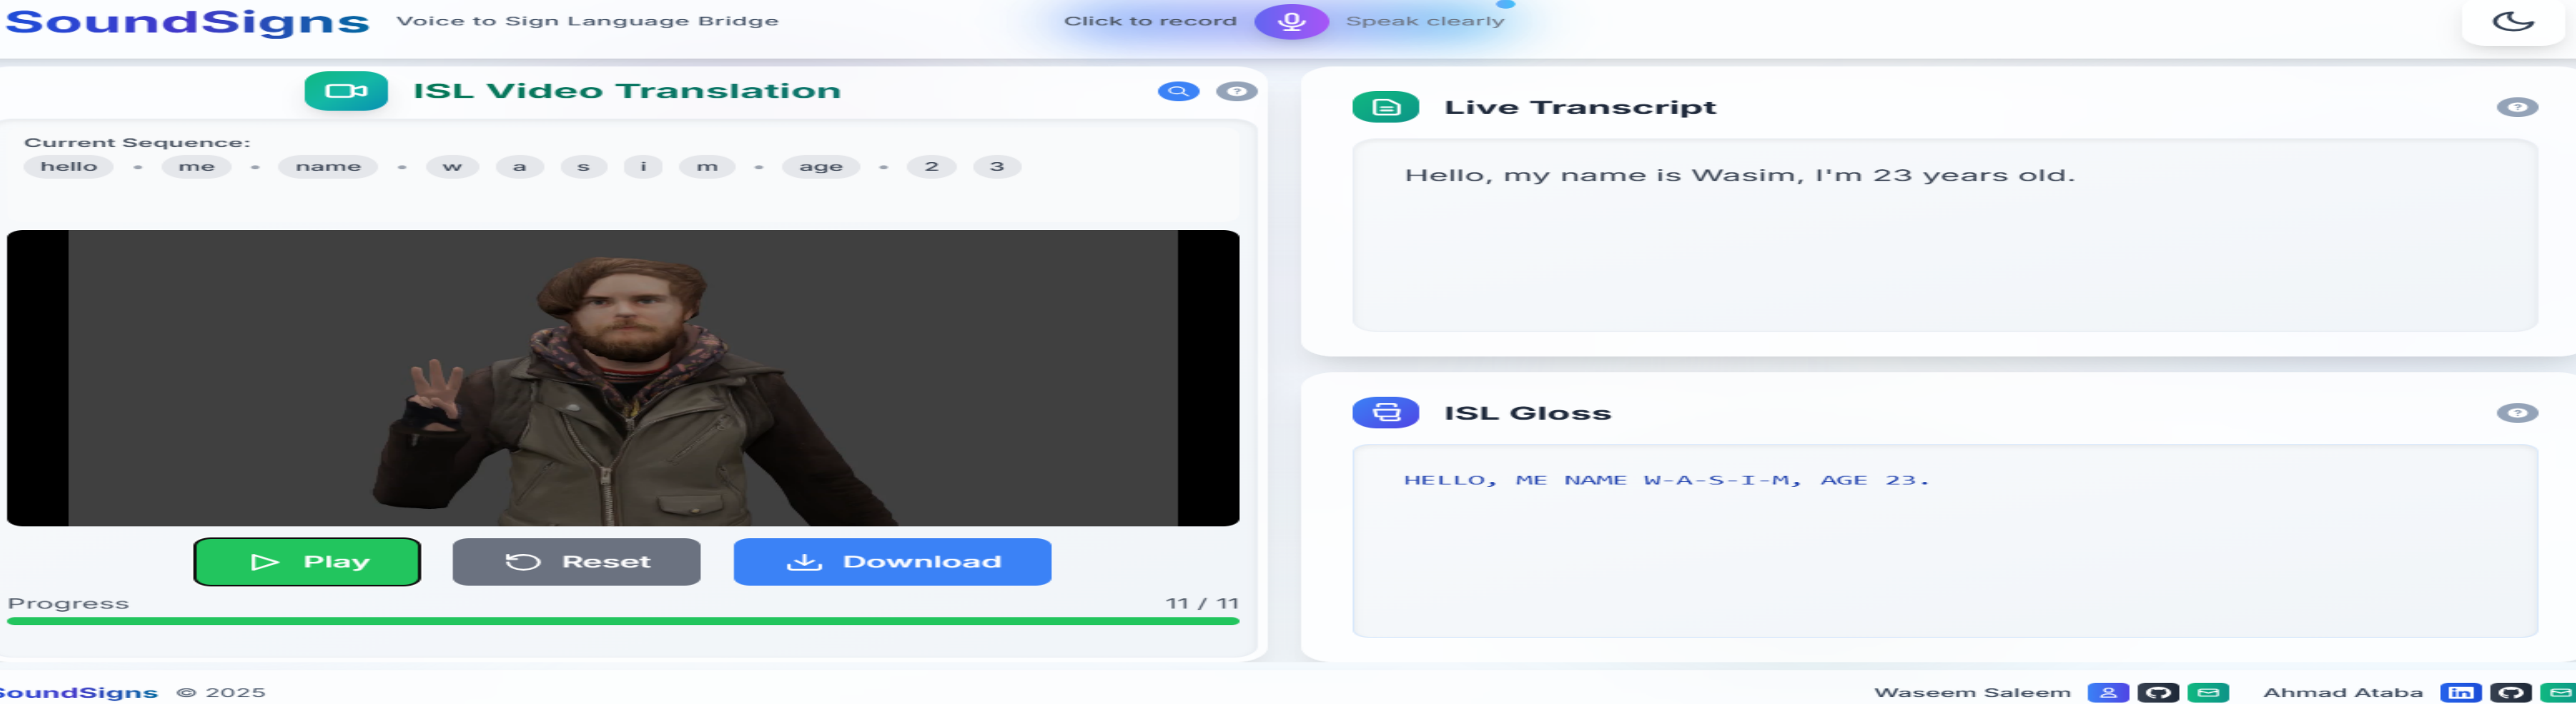 SoundSigns Voice to Sign Language Bridge Click to record Speak clearly
ISL Video Translation
Current Sequence:
hello • me • name • w a s i m • age • 2 3
Play Reset Download
Progress 11 / 11
Live Transcript
Hello, my name is Wasim, I'm 23 years old.
ISL Gloss
HELLO, ME NAME W-A-S-I-M, AGE 23.
SoundSigns © 2025 Waseem Saleem Ahmad Ataba